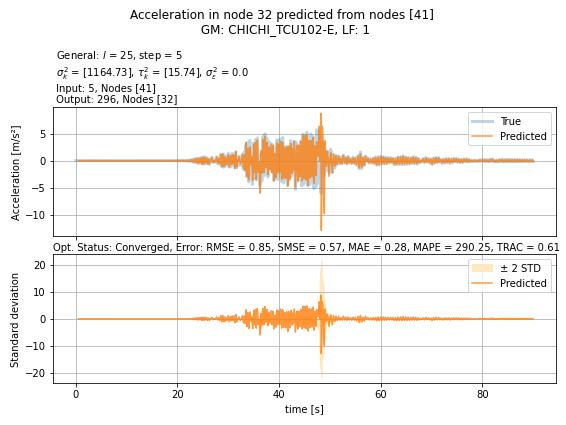 Acceleration in node 32 predicted from nodes [41]
GM: CHICHI_TCU102-E, LF: 1
General: l = 25, step = 5
σ²ₖ = [1164.73], τ²ₖ = [15.74], σ²ε = 0.0
Input: 5, Nodes [41]
Output: 296, Nodes [32]
Acceleration [m/s²]
5
0
−5
−10
True
Predicted
Opt. Status: Converged, Error: RMSE = 0.85, SMSE = 0.57, MAE = 0.28, MAPE = 290.25, TRAC = 0.61
Standard deviation
20
10
0
−10
−20
± 2 STD
Predicted
0 20 40 60 80
time [s]